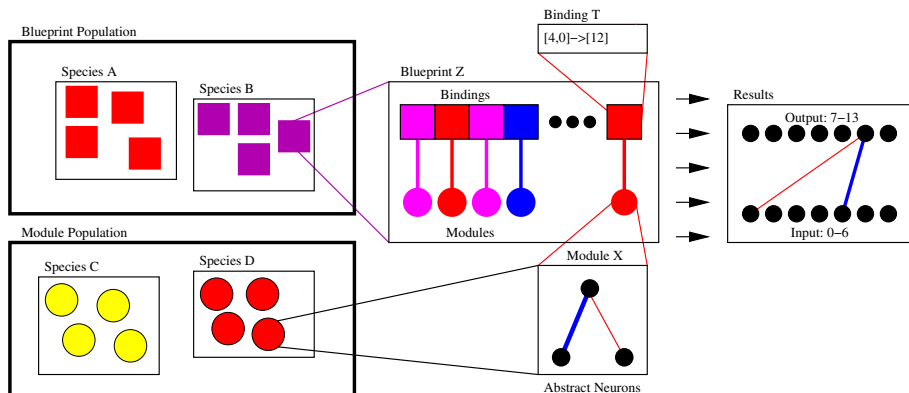 Blueprint Population
Species A
Species B
Binding T
[4,0]−>[12]
Blueprint Z
Bindings
Modules
Results
Output: 7−13
Input: 0−6
Module Population
Species C
Species D
Module X
Abstract Neurons